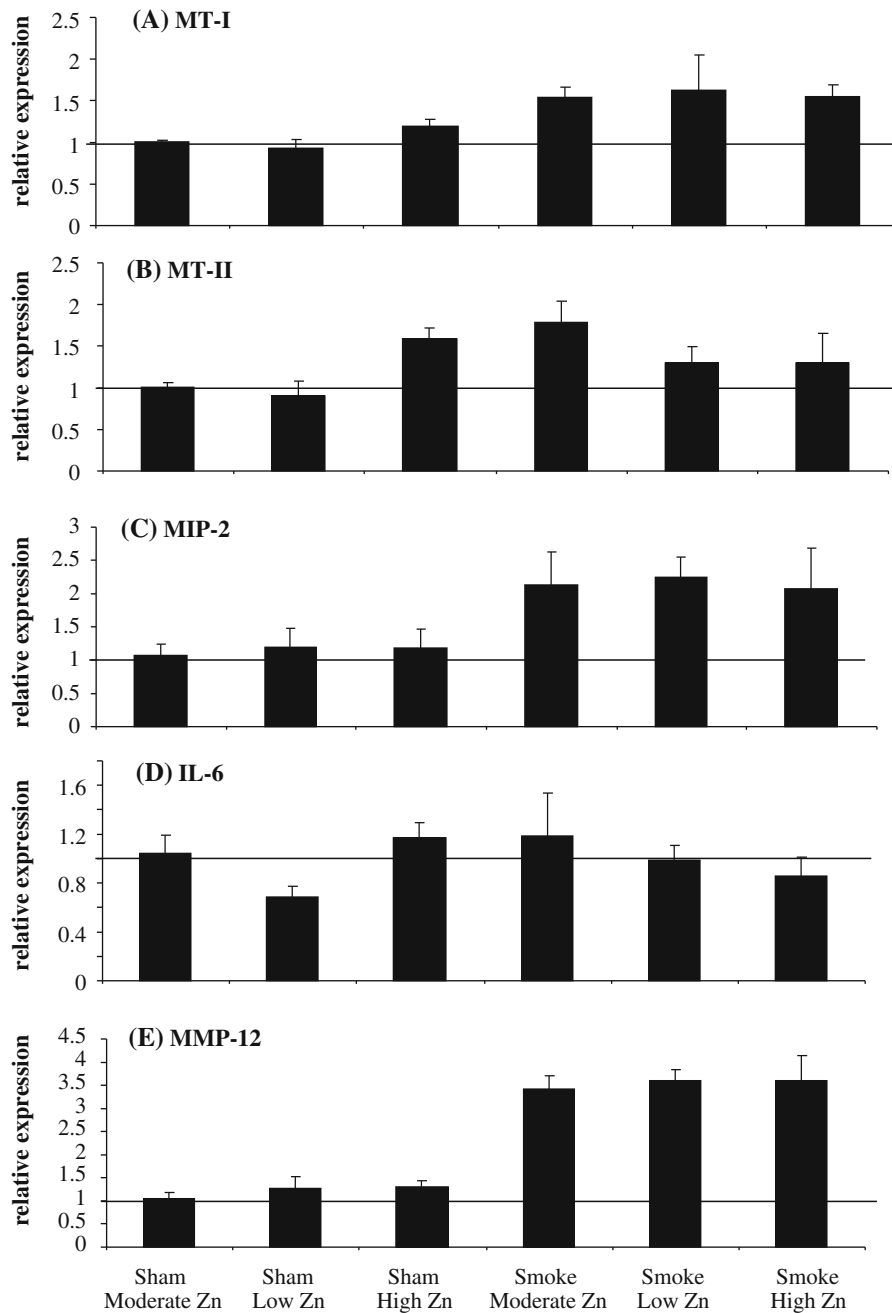 (A) MT-I
relative expression
2.5
2
1.5
1
0.5
0
(B) MT-II
relative expression
2.5
2
1.5
1
0.5
0
(C) MIP-2
relative expression
3
2.5
2
1.5
1
0.5
0
(D) IL-6
relative expression
1.6
1.2
0.8
0.4
0
(E) MMP-12
relative expression
4.5
4
3.5
3
2.5
2
1.5
1
0.5
0
Sham Sham Sham Smoke Smoke Smoke
Moderate Zn Low Zn High Zn Moderate Zn Low Zn High Zn